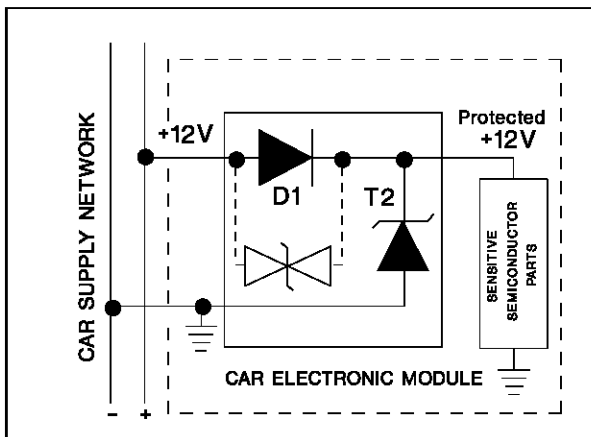 CAR SUPPLY NETWORK
+12V
D1
T2
Protected
+12V
SENSITIVE
SEMICONDUCTOR
PARTS
CAR ELECTRONIC MODULE
- +